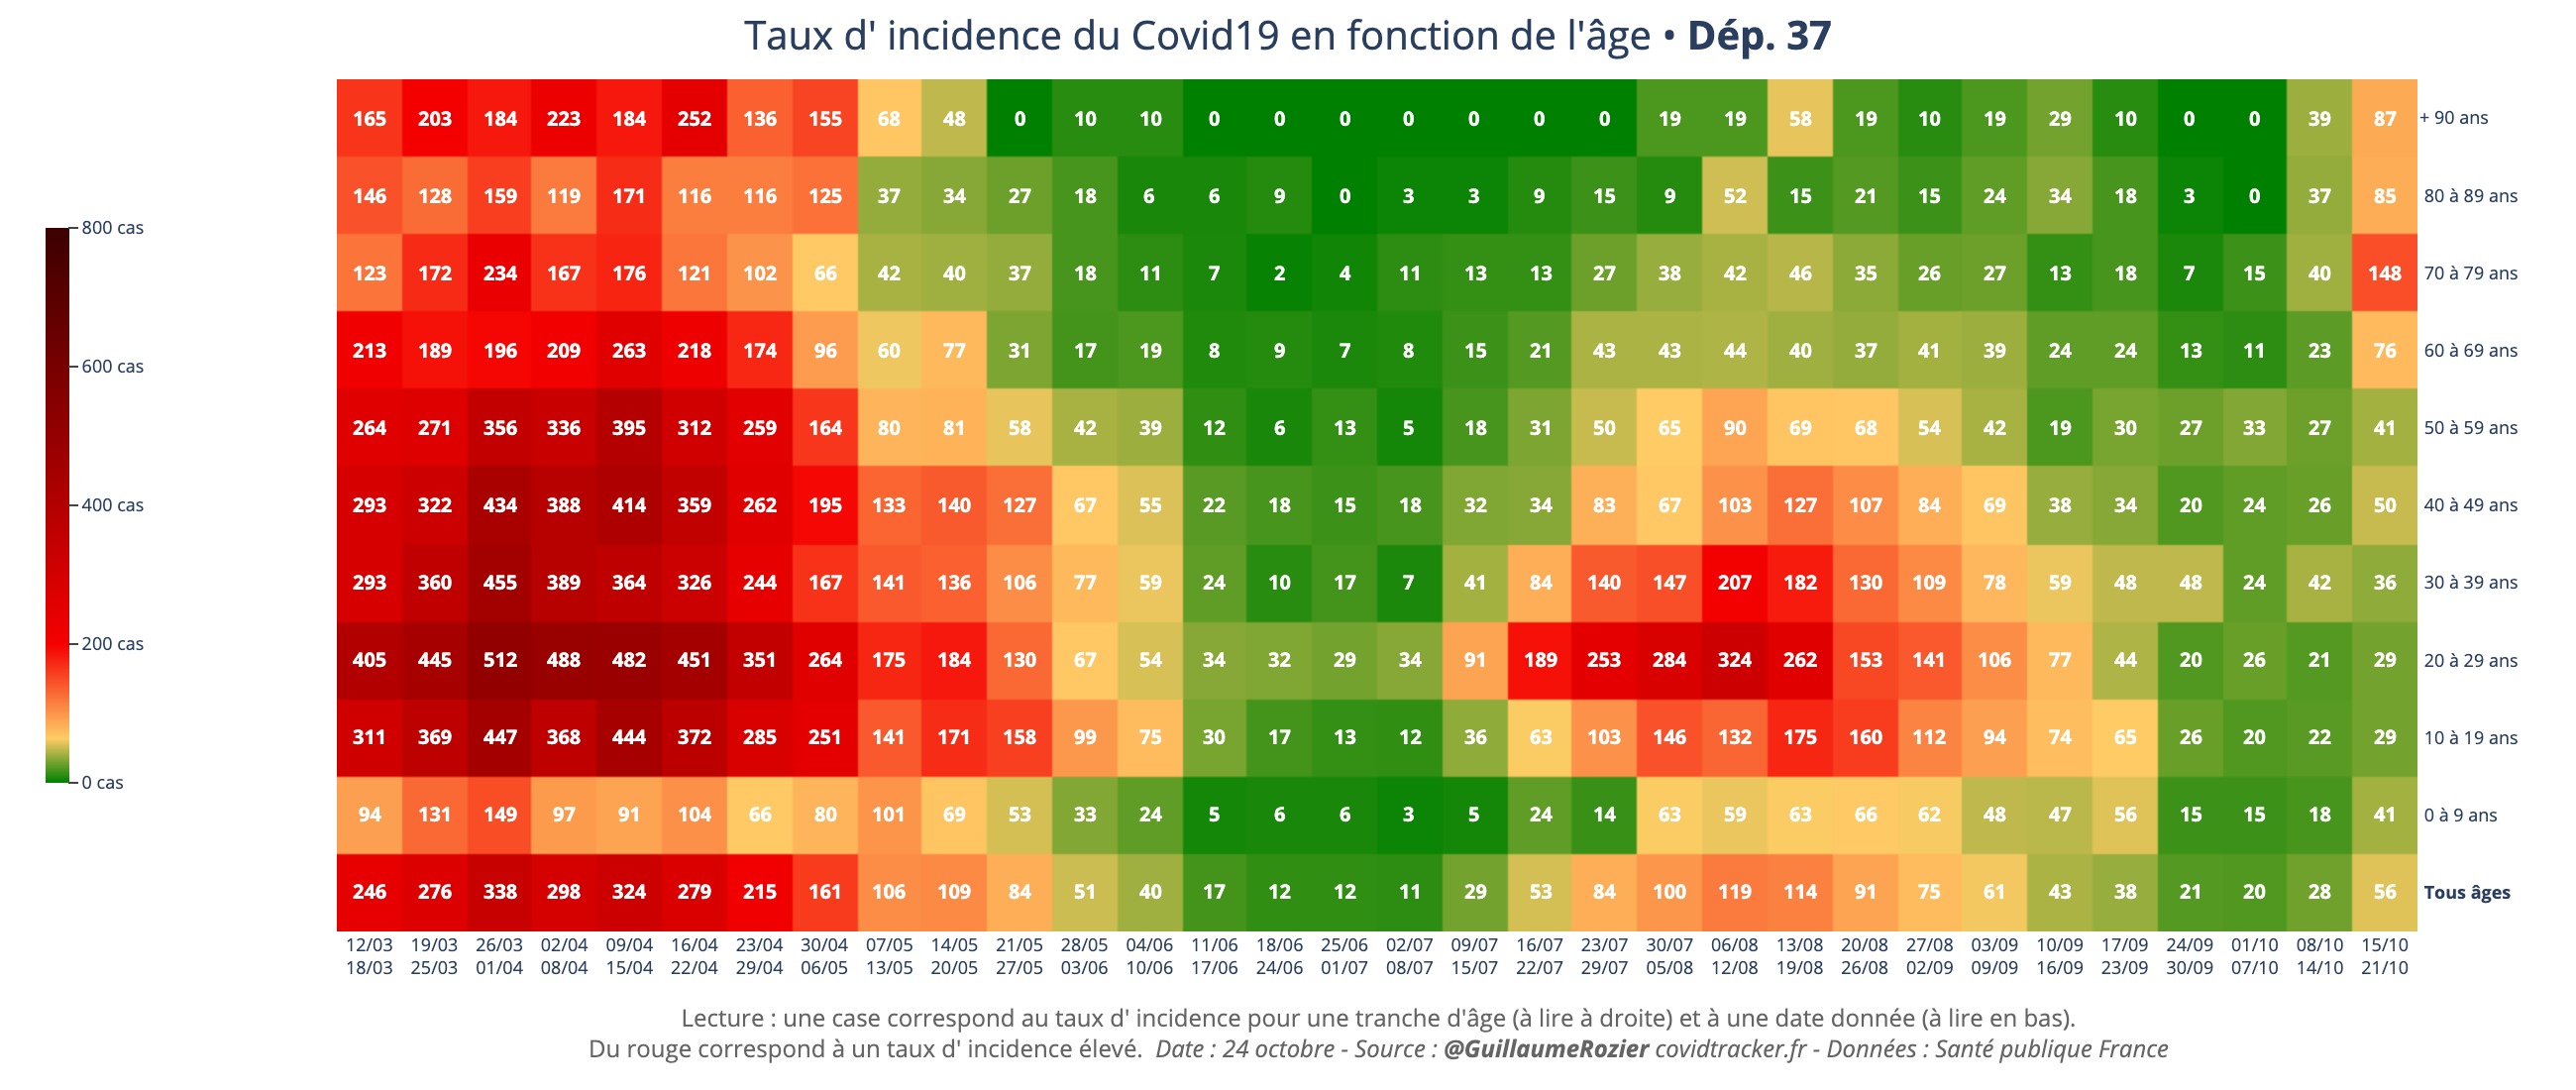 Taux d' incidence du Covid19 en fonction de l'âge • Dép. 37
800 cas
600 cas
400 cas
200 cas
0 cas
165 203 184 223 184 252 136 155 68 48 0 10 10 0 0 0 0 0 0 0 19 19 58 19 10 19 29 10 0 0 39 87 + 90 ans
146 128 159 119 171 116 116 125 37 34 27 18 6 6 9 0 3 3 9 15 9 52 15 21 15 24 34 18 3 0 37 85 80 à 89 ans
123 172 234 167 176 121 102 66 42 40 37 18 11 7 2 4 11 13 13 27 38 42 46 35 26 27 13 18 7 15 40 148 70 à 79 ans
213 189 196 209 263 218 174 96 60 77 31 17 19 8 9 7 8 15 21 43 43 44 40 37 41 39 24 24 13 11 23 76 60 à 69 ans
264 271 356 336 395 312 259 164 80 81 58 42 39 12 6 13 5 18 31 50 65 90 69 68 54 42 19 30 27 33 27 41 50 à 59 ans
293 322 434 388 414 359 262 195 133 140 127 67 55 22 18 15 18 32 34 83 67 103 127 107 84 69 38 34 20 24 26 50 40 à 49 ans
293 360 455 389 364 326 244 167 141 136 106 77 59 24 10 17 7 41 84 140 147 207 182 130 109 78 59 48 48 24 42 36 30 à 39 ans
405 445 512 488 482 451 351 264 175 184 130 67 54 34 32 29 34 91 189 253 284 324 262 153 141 106 77 44 20 26 21 29 20 à 29 ans
311 369 447 368 444 372 285 251 141 171 158 99 75 30 17 13 12 36 63 103 146 132 175 160 112 94 74 65 26 20 22 29 10 à 19 ans
94 131 149 97 91 104 66 80 101 69 53 33 24 5 6 6 3 5 24 14 63 59 63 66 62 48 47 56 15 15 18 41 0 à 9 ans
246 276 338 298 324 279 215 161 106 109 84 51 40 17 12 12 11 29 53 84 100 119 114 91 75 61 43 38 21 20 28 56 Tous âges
12/03 19/03 26/03 02/04 09/04 16/04 23/04 30/04 07/05 14/05 21/05 28/05 04/06 11/06 18/06 25/06 02/07 09/07 16/07 23/07 30/07 06/08 13/08 20/08 27/08 03/09 10/09 17/09 24/09 01/10 08/10 15/10
18/03 25/03 01/04 08/04 15/04 22/04 29/04 06/05 13/05 20/05 27/05 03/06 10/06 17/06 24/06 01/07 08/07 15/07 22/07 29/07 05/08 12/08 19/08 26/08 02/09 09/09 16/09 23/09 30/09 07/10 14/10 21/10
Lecture : une case correspond au taux d' incidence pour une tranche d'âge (à lire à droite) et à une date donnée (à lire en bas).
Du rouge correspond à un taux d' incidence élevé. Date : 24 octobre - Source : @GuillaumeRozier covidtracker.fr - Données : Santé publique France